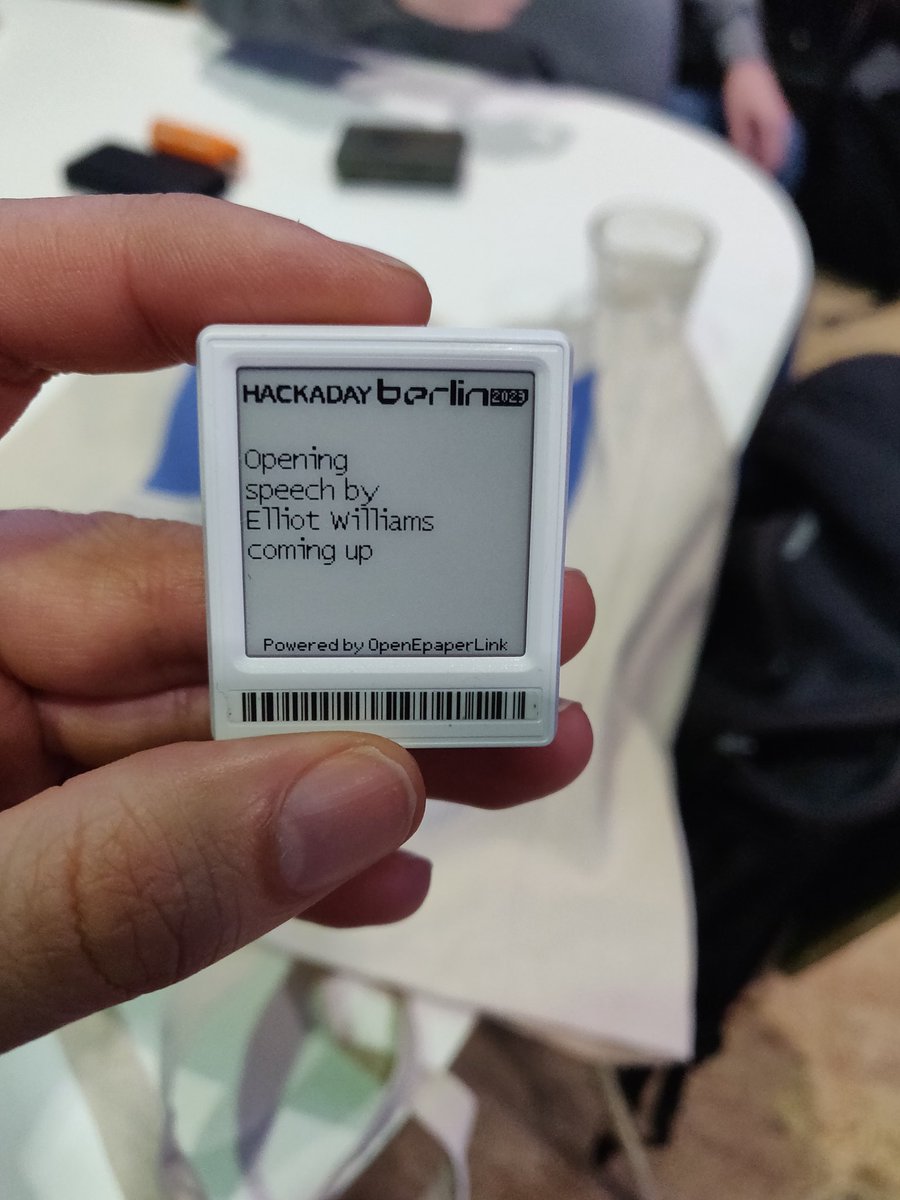 HACKADAY berlin 2023
Opening
speech by
Elliot Williams
coming up
Powered by OpenEpaperLink